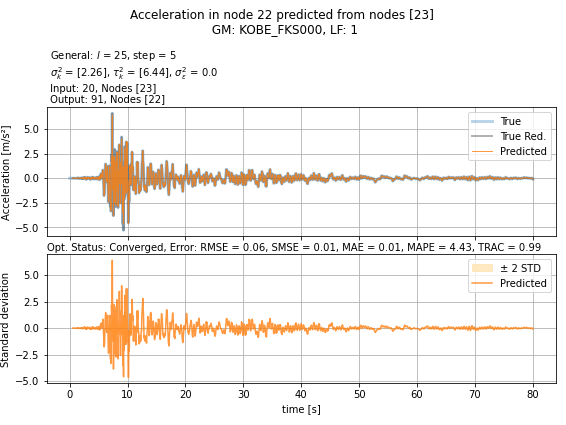 Acceleration in node 22 predicted from nodes [23]
GM: KOBE_FKS000, LF: 1
General: l = 25, step = 5
σ²ₖ = [2.26], τ²ₖ = [6.44], σ²ε = 0.0
Input: 20, Nodes [23]
Output: 91, Nodes [22]
Acceleration [m/s²]
5.0
2.5
0.0
−2.5
−5.0
True
True Red.
Predicted
Opt. Status: Converged, Error: RMSE = 0.06, SMSE = 0.01, MAE = 0.01, MAPE = 4.43, TRAC = 0.99
Standard deviation
5.0
2.5
0.0
−2.5
−5.0
± 2 STD
Predicted
0 10 20 30 40 50 60 70 80
time [s]